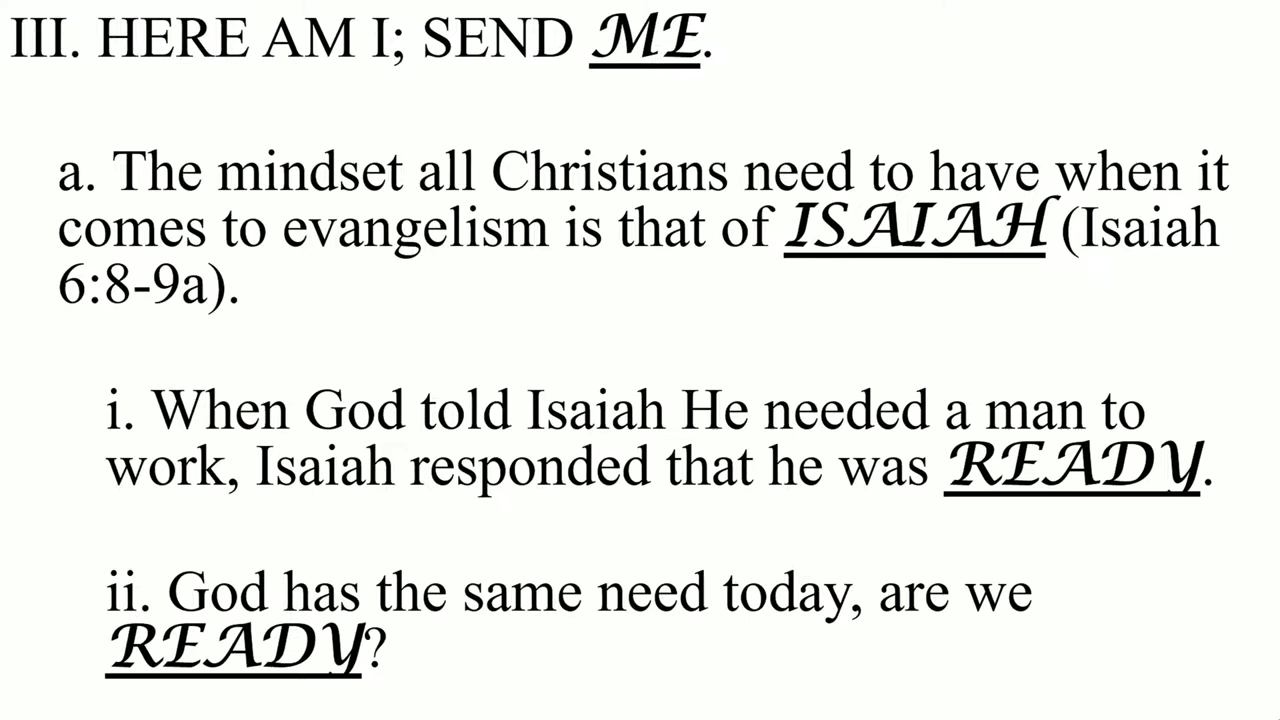 III. HERE AM I; SEND ME.
a. The mindset all Christians need to have when it
comes to evangelism is that of ISAIAH (Isaiah
6:8-9a).
i. When God told Isaiah He needed a man to
work, Isaiah responded that he was READY.
ii. God has the same need today, are we
READY?